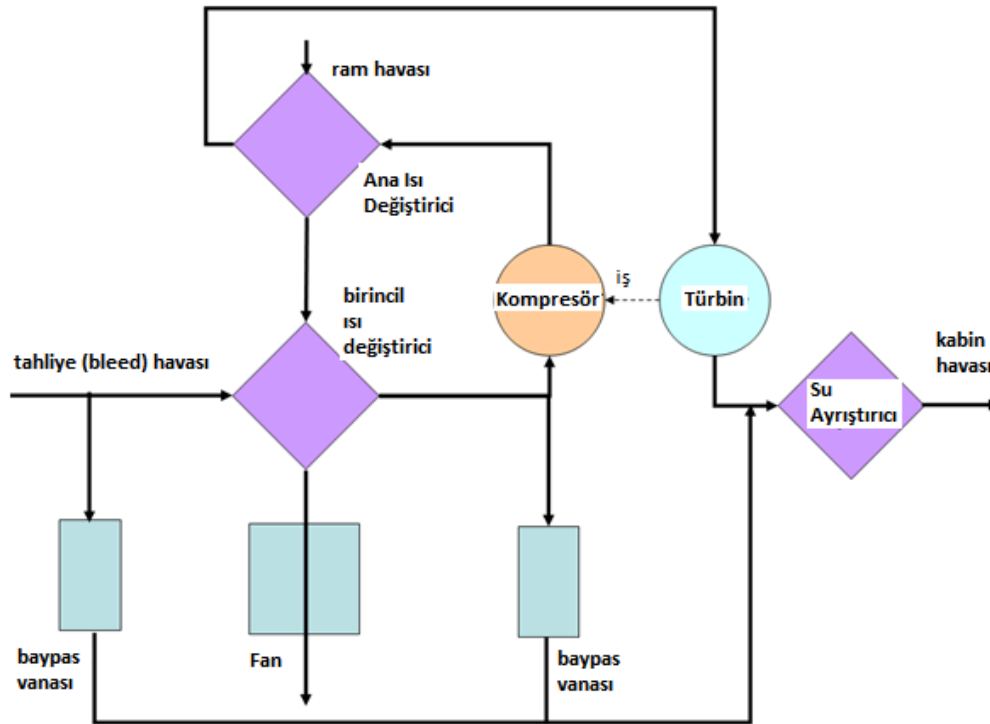 ram havası
Ana Isı
Değiştirici
birincil
ısı
değiştirici
Kompresör
iş
Türbin
kabin
havası
tahliye (bleed) havası
Su
Ayrıştırıcı
baypas
vanası
Fan
baypas
vanası